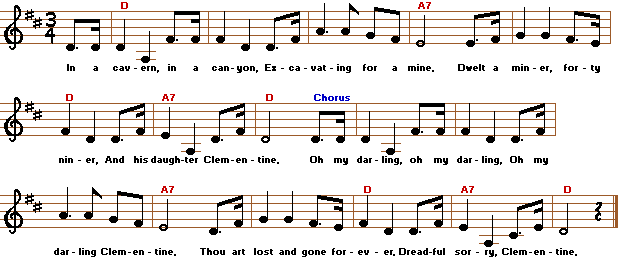 D A7
3
4
In a cav-ern, in a can-yon, Ex-ca-vat-ing for a mine. Dwelt a min-er, for-ty
D A7 D Chorus
nin-er, And his daugh-ter Clem-en-tine. Oh my dar-ling, oh my dar-ling, Oh my
A7 D A7 D
dar-ling Clem-en-tine. Thou art lost and gone for-ev-er. Dread-ful sor-ry, Clem-en-tine.